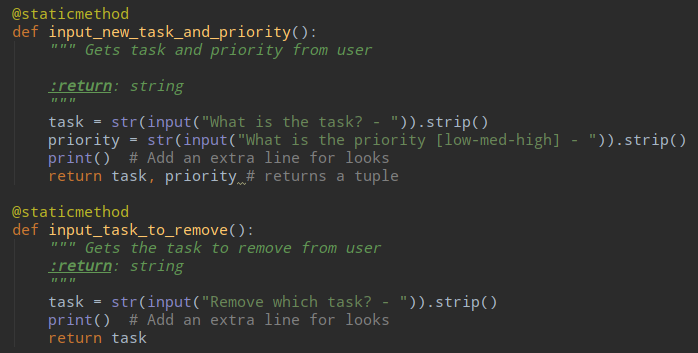 @staticmethod
def input_new_task_and_priority():
    """ Gets task and priority from user

    :return: string
    """
    task = str(input("What is the task? - ")).strip()
    priority = str(input("What is the priority [low-med-high] - ")).strip()
    print()  # Add an extra line for looks
    return task, priority # returns a tuple

@staticmethod
def input_task_to_remove():
    """ Gets the task to remove from user
    :return: string
    """
    task = str(input("Remove which task? - ")).strip()
    print()  # Add an extra line for looks
    return task